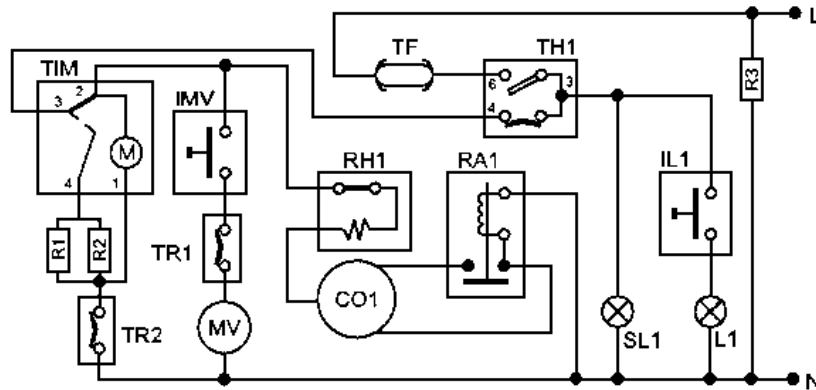 L
TF
TH1
TIM
IMV
6
3
R3
2
3
4
M
RH1
RA1
IL1
4
1
R1
R2
TR1
CO1
TR2
MV
SL1
L1
N